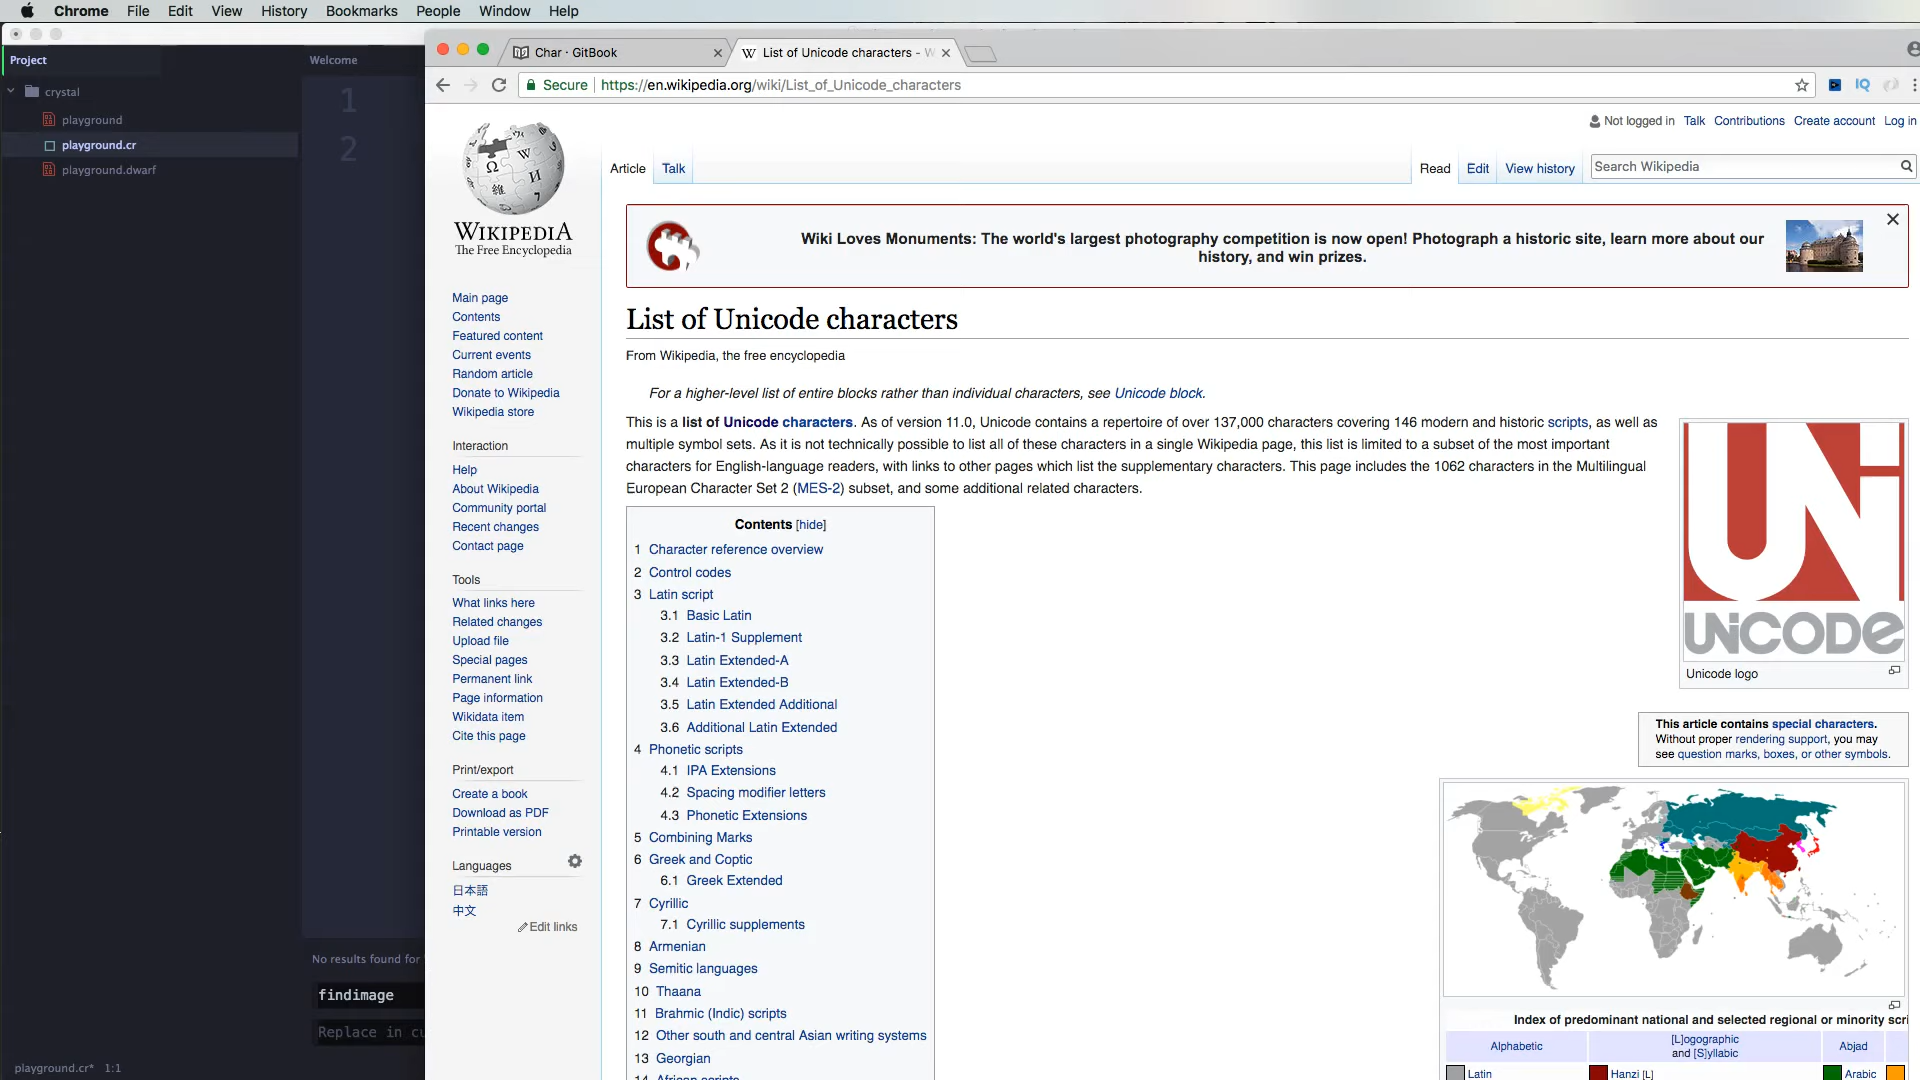 Chrome File Edit View History Bookmarks People Window Help
Project
Welcome
crystal
playground
playground.cr
playground.dwarf
1
2
No results found for
findimage
Replace in cu
playground.cr* 1:1
Char · GitBook
List of Unicode characters - W
Secure https://en.wikipedia.org/wiki/List_of_Unicode_characters
Not logged in Talk Contributions Create account Log in
WIKIPEDIA
The Free Encyclopedia
Article Talk
Read Edit View history
Search Wikipedia
Main page
Contents
Featured content
Current events
Random article
Donate to Wikipedia
Wikipedia store
Interaction
Help
About Wikipedia
Community portal
Recent changes
Contact page
Tools
What links here
Related changes
Upload file
Special pages
Permanent link
Page information
Wikidata item
Cite this page
Print/export
Create a book
Download as PDF
Printable version
Languages
日本語
中文
Edit links
Wiki Loves Monuments: The world's largest photography competition is now open! Photograph a historic site, learn more about our
history, and win prizes.
List of Unicode characters
From Wikipedia, the free encyclopedia
For a higher-level list of entire blocks rather than individual characters, see Unicode block.
This is a list of Unicode characters. As of version 11.0, Unicode contains a repertoire of over 137,000 characters covering 146 modern and historic scripts, as well as
multiple symbol sets. As it is not technically possible to list all of these characters in a single Wikipedia page, this list is limited to a subset of the most important
characters for English-language readers, with links to other pages which list the supplementary characters. This page includes the 1062 characters in the Multilingual
European Character Set 2 (MES-2) subset, and some additional related characters.
Contents [hide]
1 Character reference overview
2 Control codes
3 Latin script
3.1 Basic Latin
3.2 Latin-1 Supplement
3.3 Latin Extended-A
3.4 Latin Extended-B
3.5 Latin Extended Additional
3.6 Additional Latin Extended
4 Phonetic scripts
4.1 IPA Extensions
4.2 Spacing modifier letters
4.3 Phonetic Extensions
5 Combining Marks
6 Greek and Coptic
6.1 Greek Extended
7 Cyrillic
7.1 Cyrillic supplements
8 Armenian
9 Semitic languages
10 Thaana
11 Brahmic (Indic) scripts
12 Other south and central Asian writing systems
13 Georgian
14 African scripts
UNi
UNiCODe
Unicode logo
This article contains special characters.
Without proper rendering support, you may
see question marks, boxes, or other symbols.
Index of predominant national and selected regional or minority scri
Alphabetic
[L]ogographic
and [S]yllabic
Abjad
Latin
Hanzi [L]
Arabic